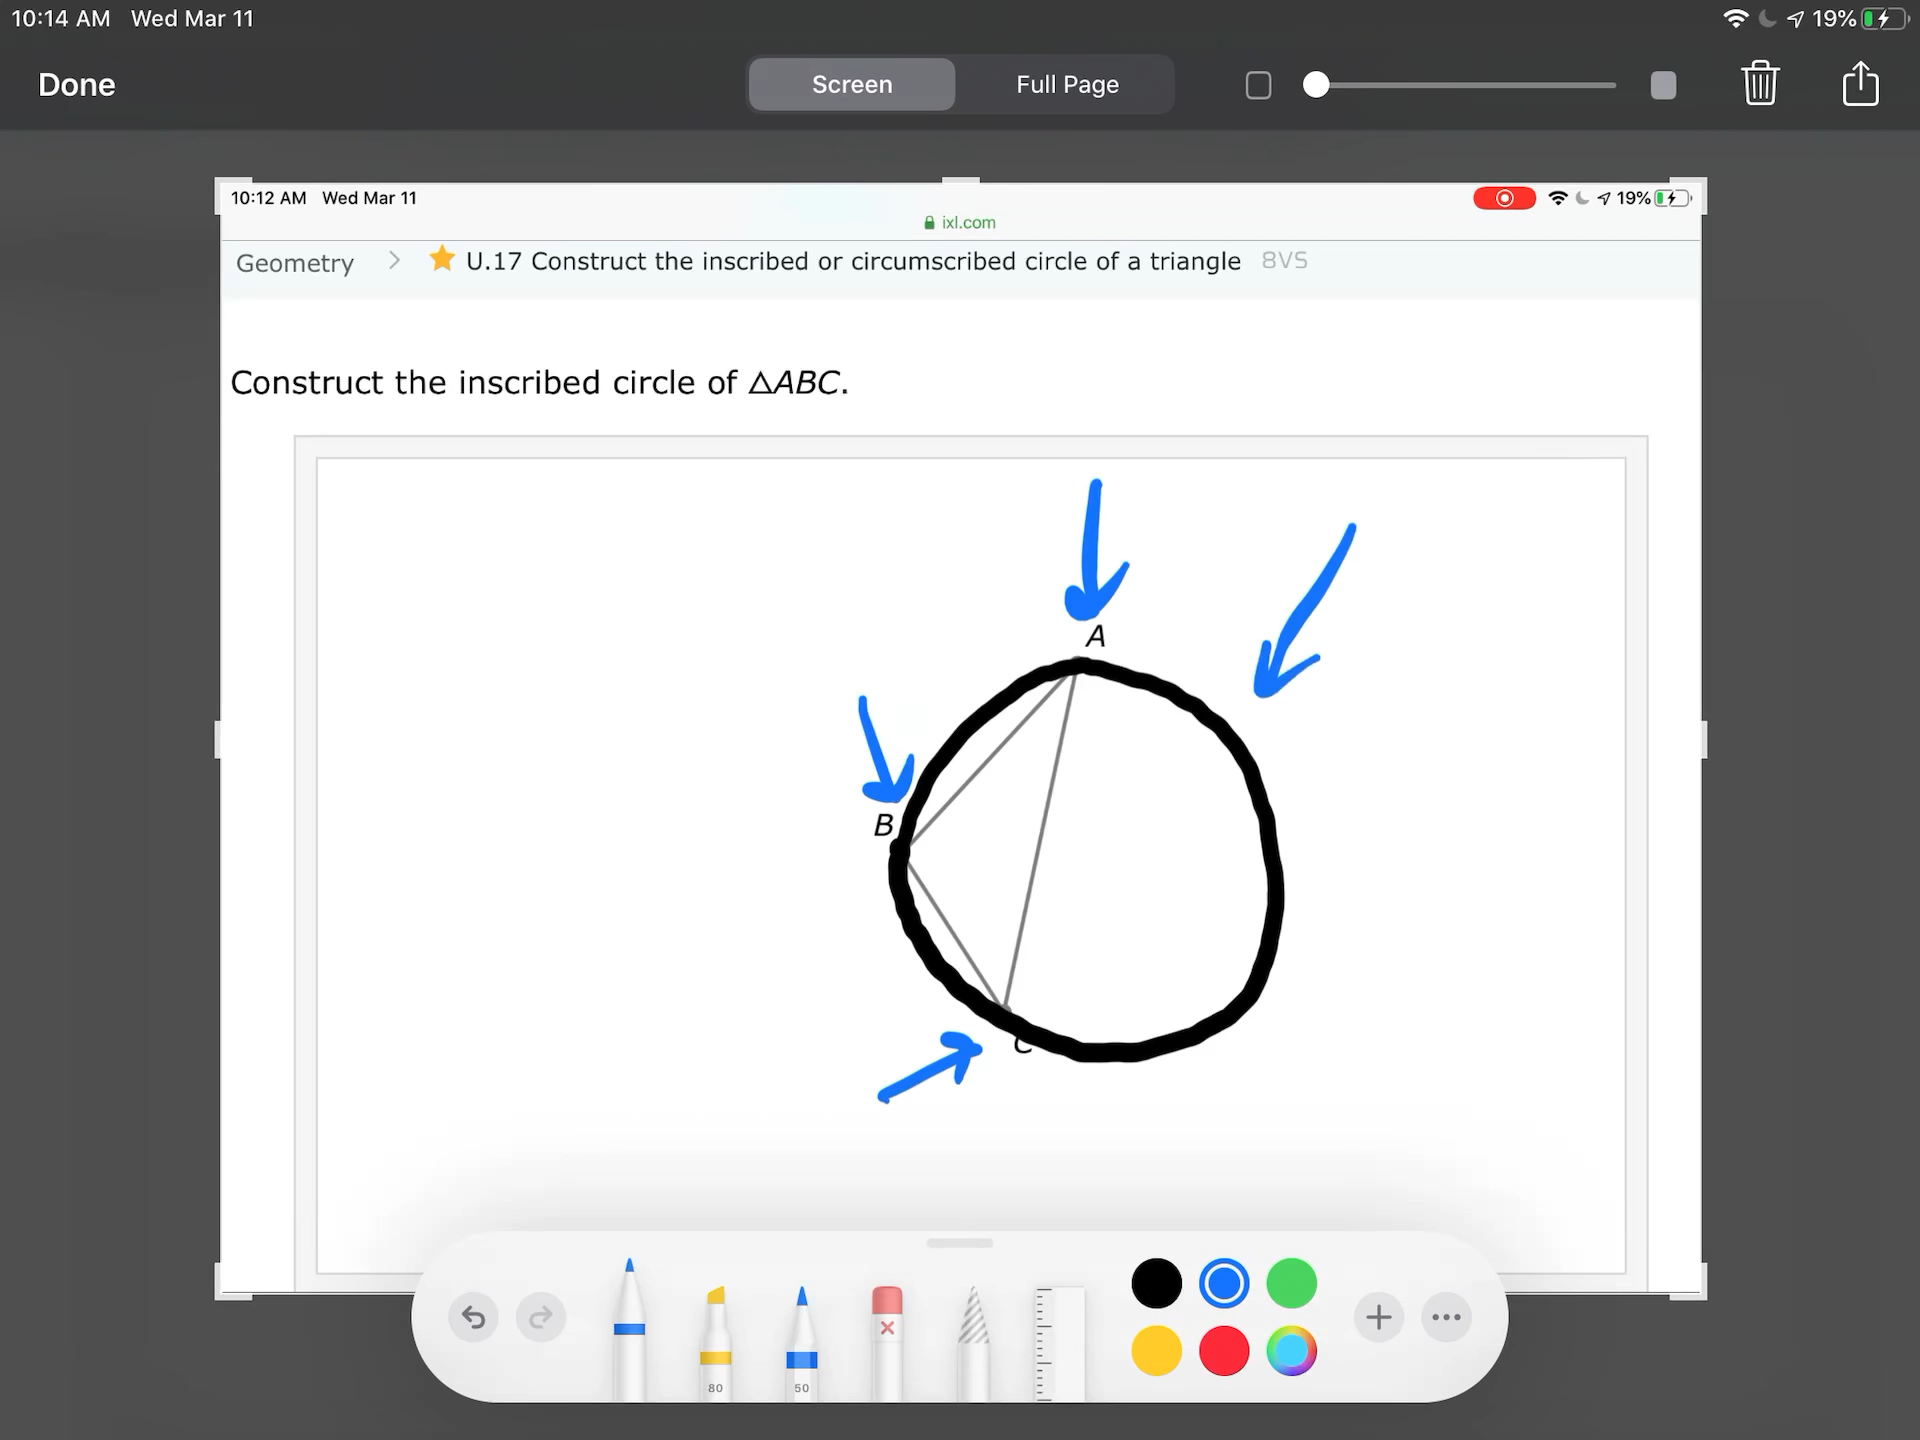 10:14 AM Wed Mar 11 19%
Done Screen Full Page
10:12 AM Wed Mar 11 19%
ixl.com
Geometry > U.17 Construct the inscribed or circumscribed circle of a triangle 8VS
Construct the inscribed circle of △ABC.
A
B
C
80 50